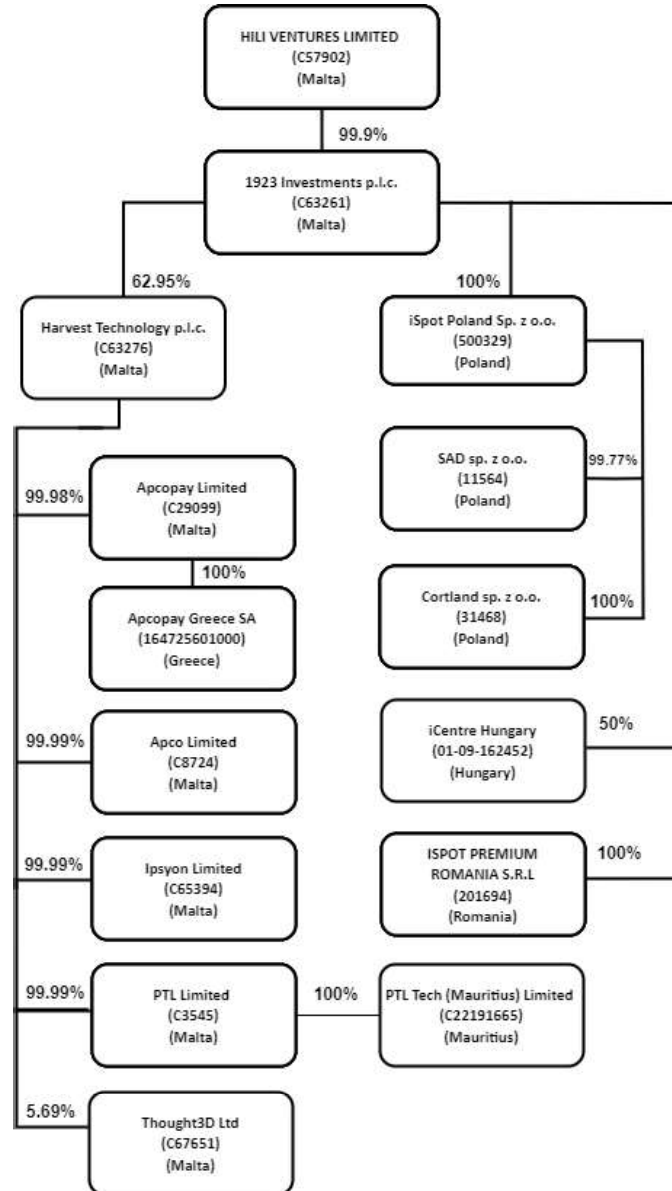 HILI VENTURES LIMITED
(C57902)
(Malta)
99.9%
1923 Investments p.l.c.
(C63261)
(Malta)
62.95%
100%
Harvest Technology p.l.c.
(C63276)
(Malta)
iSpot Poland Sp. z o.o.
(500329)
(Poland)
99.98%
Apcopay Limited
(C29099)
(Malta)
SAD sp. z o.o.
(11564)
(Poland)
99.77%
100%
Apcopay Greece SA
(164725601000)
(Greece)
Cortland sp. z o.o.
(31468)
(Poland)
100%
99.99%
Apco Limited
(C8724)
(Malta)
iCentre Hungary
(01-09-162452)
(Hungary)
50%
99.99%
Ipsyon Limited
(C65394)
(Malta)
ISPOT PREMIUM
ROMANIA S.R.L
(201694)
(Romania)
100%
99.99%
PTL Limited
(C3545)
(Malta)
100%
PTL Tech (Mauritius) Limited
(C22191665)
(Mauritius)
5.69%
Thought3D Ltd
(C67651)
(Malta)